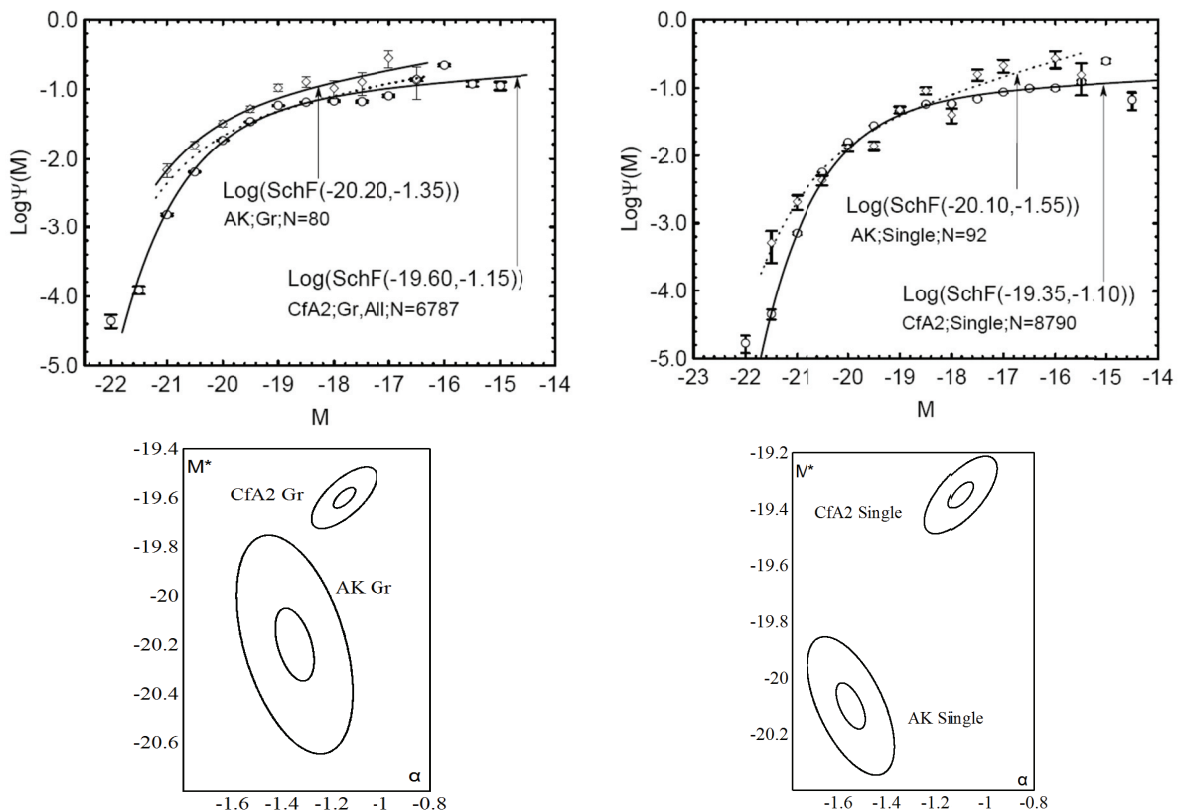 0.0
-1.0
-2.0
-3.0
-4.0
-5.0
LogΨ(M)
-22 -21 -20 -19 -18 -17 -16 -15 -14
M
Log(SchF(-20.20,-1.35))
AK;Gr;N=80
Log(SchF(-19.60,-1.15))
CfA2;Gr,All;N=6787
0.0
-1.0
-2.0
-3.0
-4.0
-5.0
LogΨ(M)
-23 -22 -21 -20 -19 -18 -17 -16 -15 -14
M
Log(SchF(-20.10,-1.55))
AK;Single;N=92
Log(SchF(-19.35,-1.10))
CfA2;Single;N=8790
-19.4
-19.6
-19.8
-20
-20.2
-20.4
-20.6
M*
CfA2 Gr
AK Gr
α
-1.6 -1.4 -1.2 -1 -0.8
-19.2
-19.4
-19.6
-19.8
-20
-20.2
M*
CfA2 Single
AK Single
α
-1.6 -1.4 -1.2 -1 -0.8